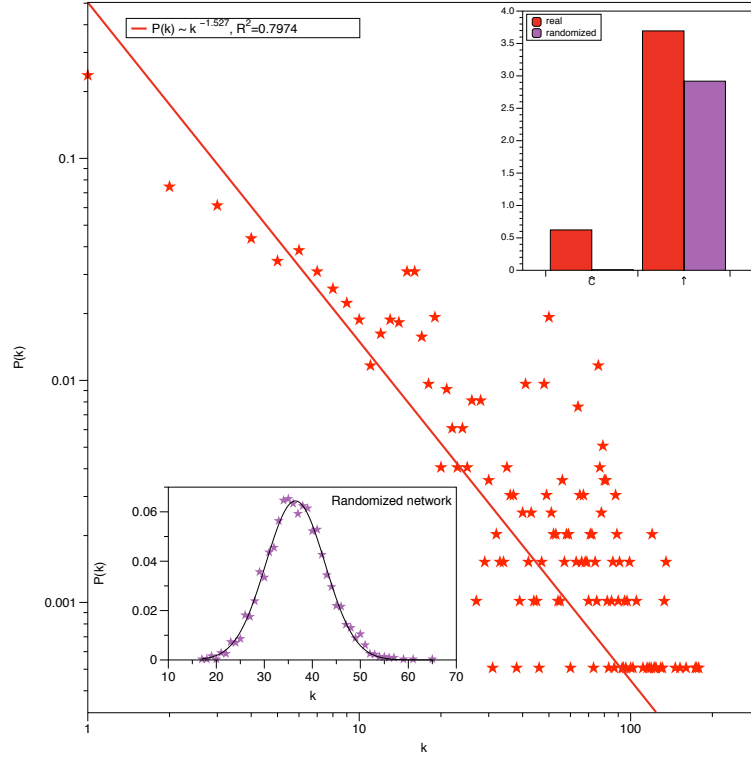 P(k) ~ k^-1.527, R^2=0.7974
real
randomized
4.0
3.5
3.0
2.5
2.0
1.5
1.0
0.5
0
Ĉ
Î
P(k)
0.1
0.01
0.001
Randomized network
P(k)
0.06
0.04
0.02
0
10 20 30 40 50 60 70
k
1 10 100
k